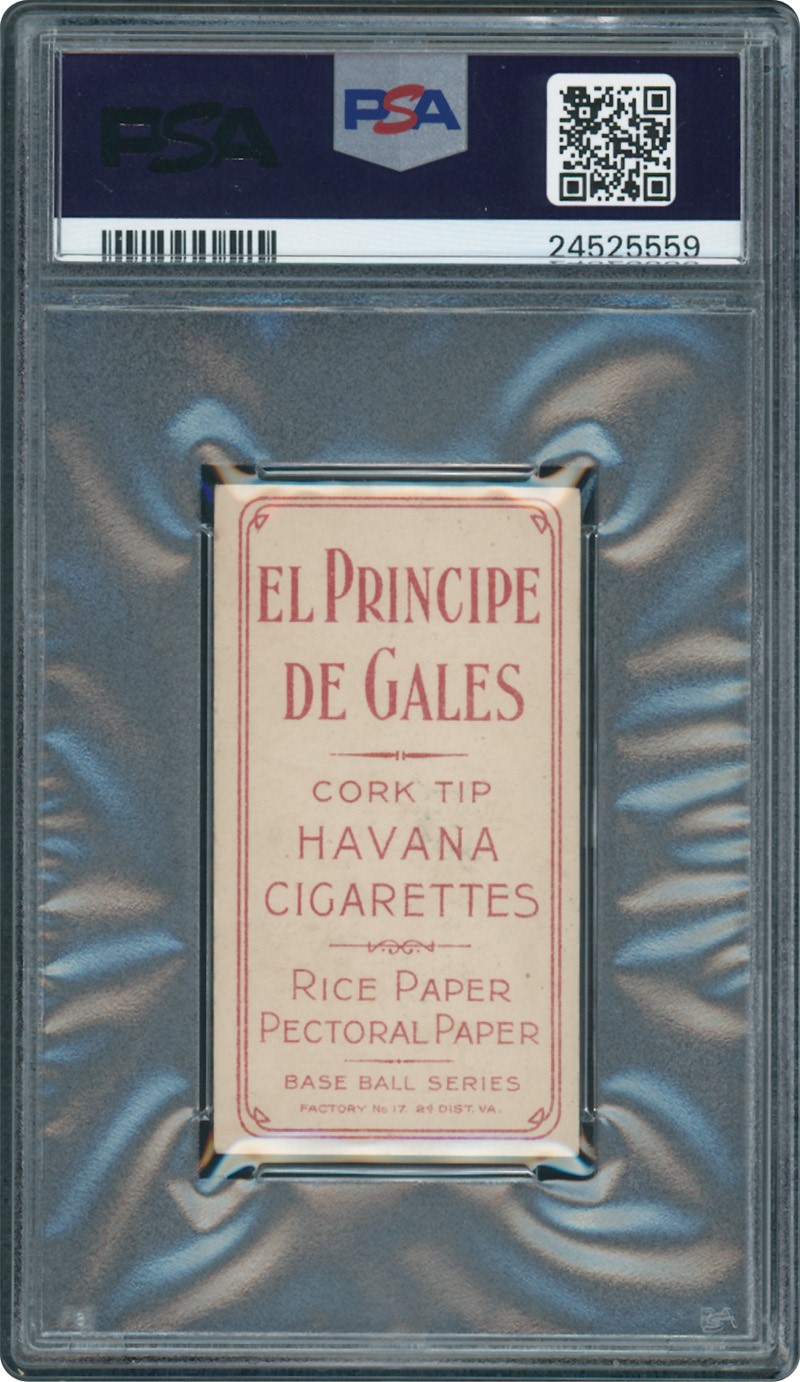 PSA
PSA
24525559
EL PRINCIPE
DE GALES
CORK TIP
HAVANA
CIGARETTES
RICE PAPER
PECTORAL PAPER
BASE BALL SERIES
FACTORY No 17. 2d DIST. VA.
PSA